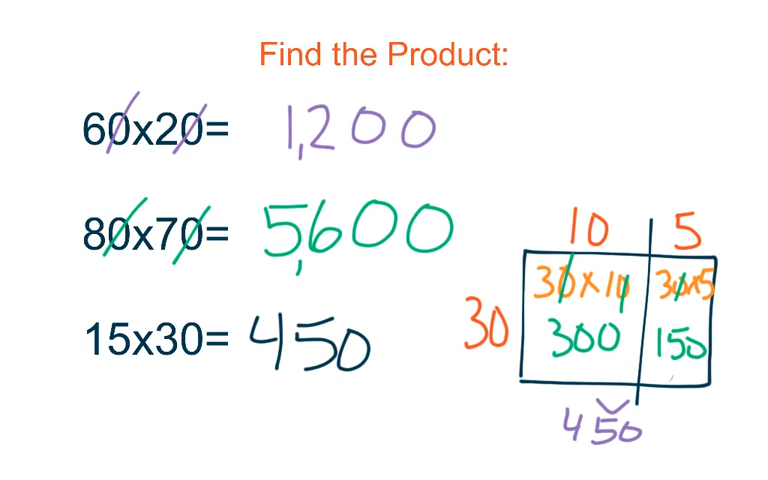 Find the Product:
60x20= 1,200
80x70= 5,600
15x30= 450
10 5
30x10 30x5
30 300 150
450